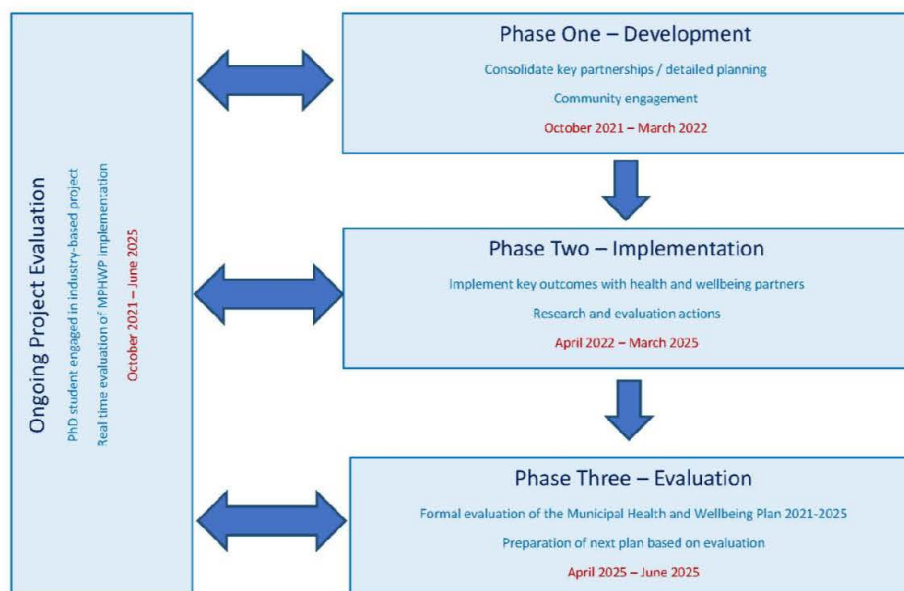 Ongoing Project Evaluation
PhD student engaged in industry-based project
Real time evaluation of MPHWP implementation
October 2021 – June 2025
Phase One – Development
Consolidate key partnerships / detailed planning
Community engagement
October 2021 – March 2022
Phase Two – Implementation
Implement key outcomes with health and wellbeing partners
Research and evaluation actions
April 2022 – March 2025
Phase Three – Evaluation
Formal evaluation of the Municipal Health and Wellbeing Plan 2021-2025
Preparation of next plan based on evaluation
April 2025 – June 2025